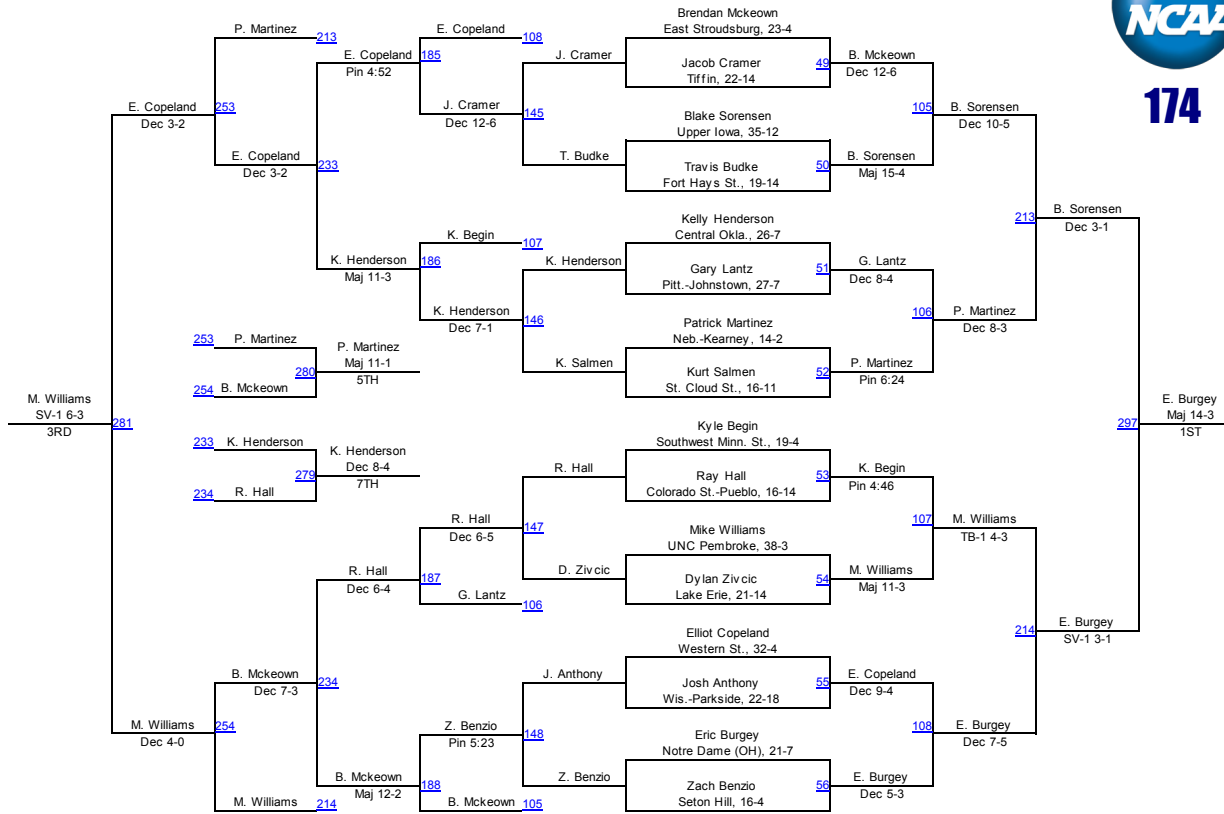 NCAA
174
Brendan Mckeown
East Stroudsburg, 23-4
Jacob Cramer
Tiffin, 22-14
49
B. Mckeown
Dec 12-6
Blake Sorensen
Upper Iowa, 35-12
Travis Budke
Fort Hays St., 19-14
50
B. Sorensen
Maj 15-4
105
B. Sorensen
Dec 10-5
Kelly Henderson
Central Okla., 26-7
Gary Lantz
Pitt.-Johnstown, 27-7
51
G. Lantz
Dec 8-4
Patrick Martinez
Neb.-Kearney, 14-2
Kurt Salmen
St. Cloud St., 16-11
52
P. Martinez
Pin 6:24
106
P. Martinez
Dec 8-3
213
B. Sorensen
Dec 3-1
Kyle Begin
Southwest Minn. St., 19-4
Ray Hall
Colorado St.-Pueblo, 16-14
53
K. Begin
Pin 4:46
Mike Williams
UNC Pembroke, 38-3
Dylan Zivcic
Lake Erie, 21-14
54
M. Williams
Maj 11-3
107
M. Williams
TB-1 4-3
Elliot Copeland
Western St., 32-4
Josh Anthony
Wis.-Parkside, 22-18
55
E. Copeland
Dec 9-4
Eric Burgey
Notre Dame (OH), 21-7
Zach Benzio
Seton Hill, 16-4
56
E. Burgey
Dec 5-3
108
E. Burgey
Dec 7-5
214
E. Burgey
SV-1 3-1
297
E. Burgey
Maj 14-3
1ST
J. Cramer
T. Budke
145
E. Copeland
108
J. Cramer
Dec 12-6
185
E. Copeland
Pin 4:52
K. Henderson
K. Salmen
146
K. Begin
107
K. Henderson
Dec 7-1
186
K. Henderson
Maj 11-3
P. Martinez
213
233
E. Copeland
Dec 3-2
253
E. Copeland
Dec 3-2
253
P. Martinez
254
B. Mckeown
280
P. Martinez
Maj 11-1
5TH
233
K. Henderson
234
R. Hall
279
K. Henderson
Dec 8-4
7TH
M. Williams
SV-1 6-3
3RD
281
R. Hall
D. Zivcic
147
R. Hall
Dec 6-5
G. Lantz
106
187
R. Hall
Dec 6-4
J. Anthony
Z. Benzio
148
Z. Benzio
Pin 5:23
B. Mckeown
105
188
B. Mckeown
Maj 12-2
234
B. Mckeown
Dec 7-3
M. Williams
214
254
M. Williams
Dec 4-0